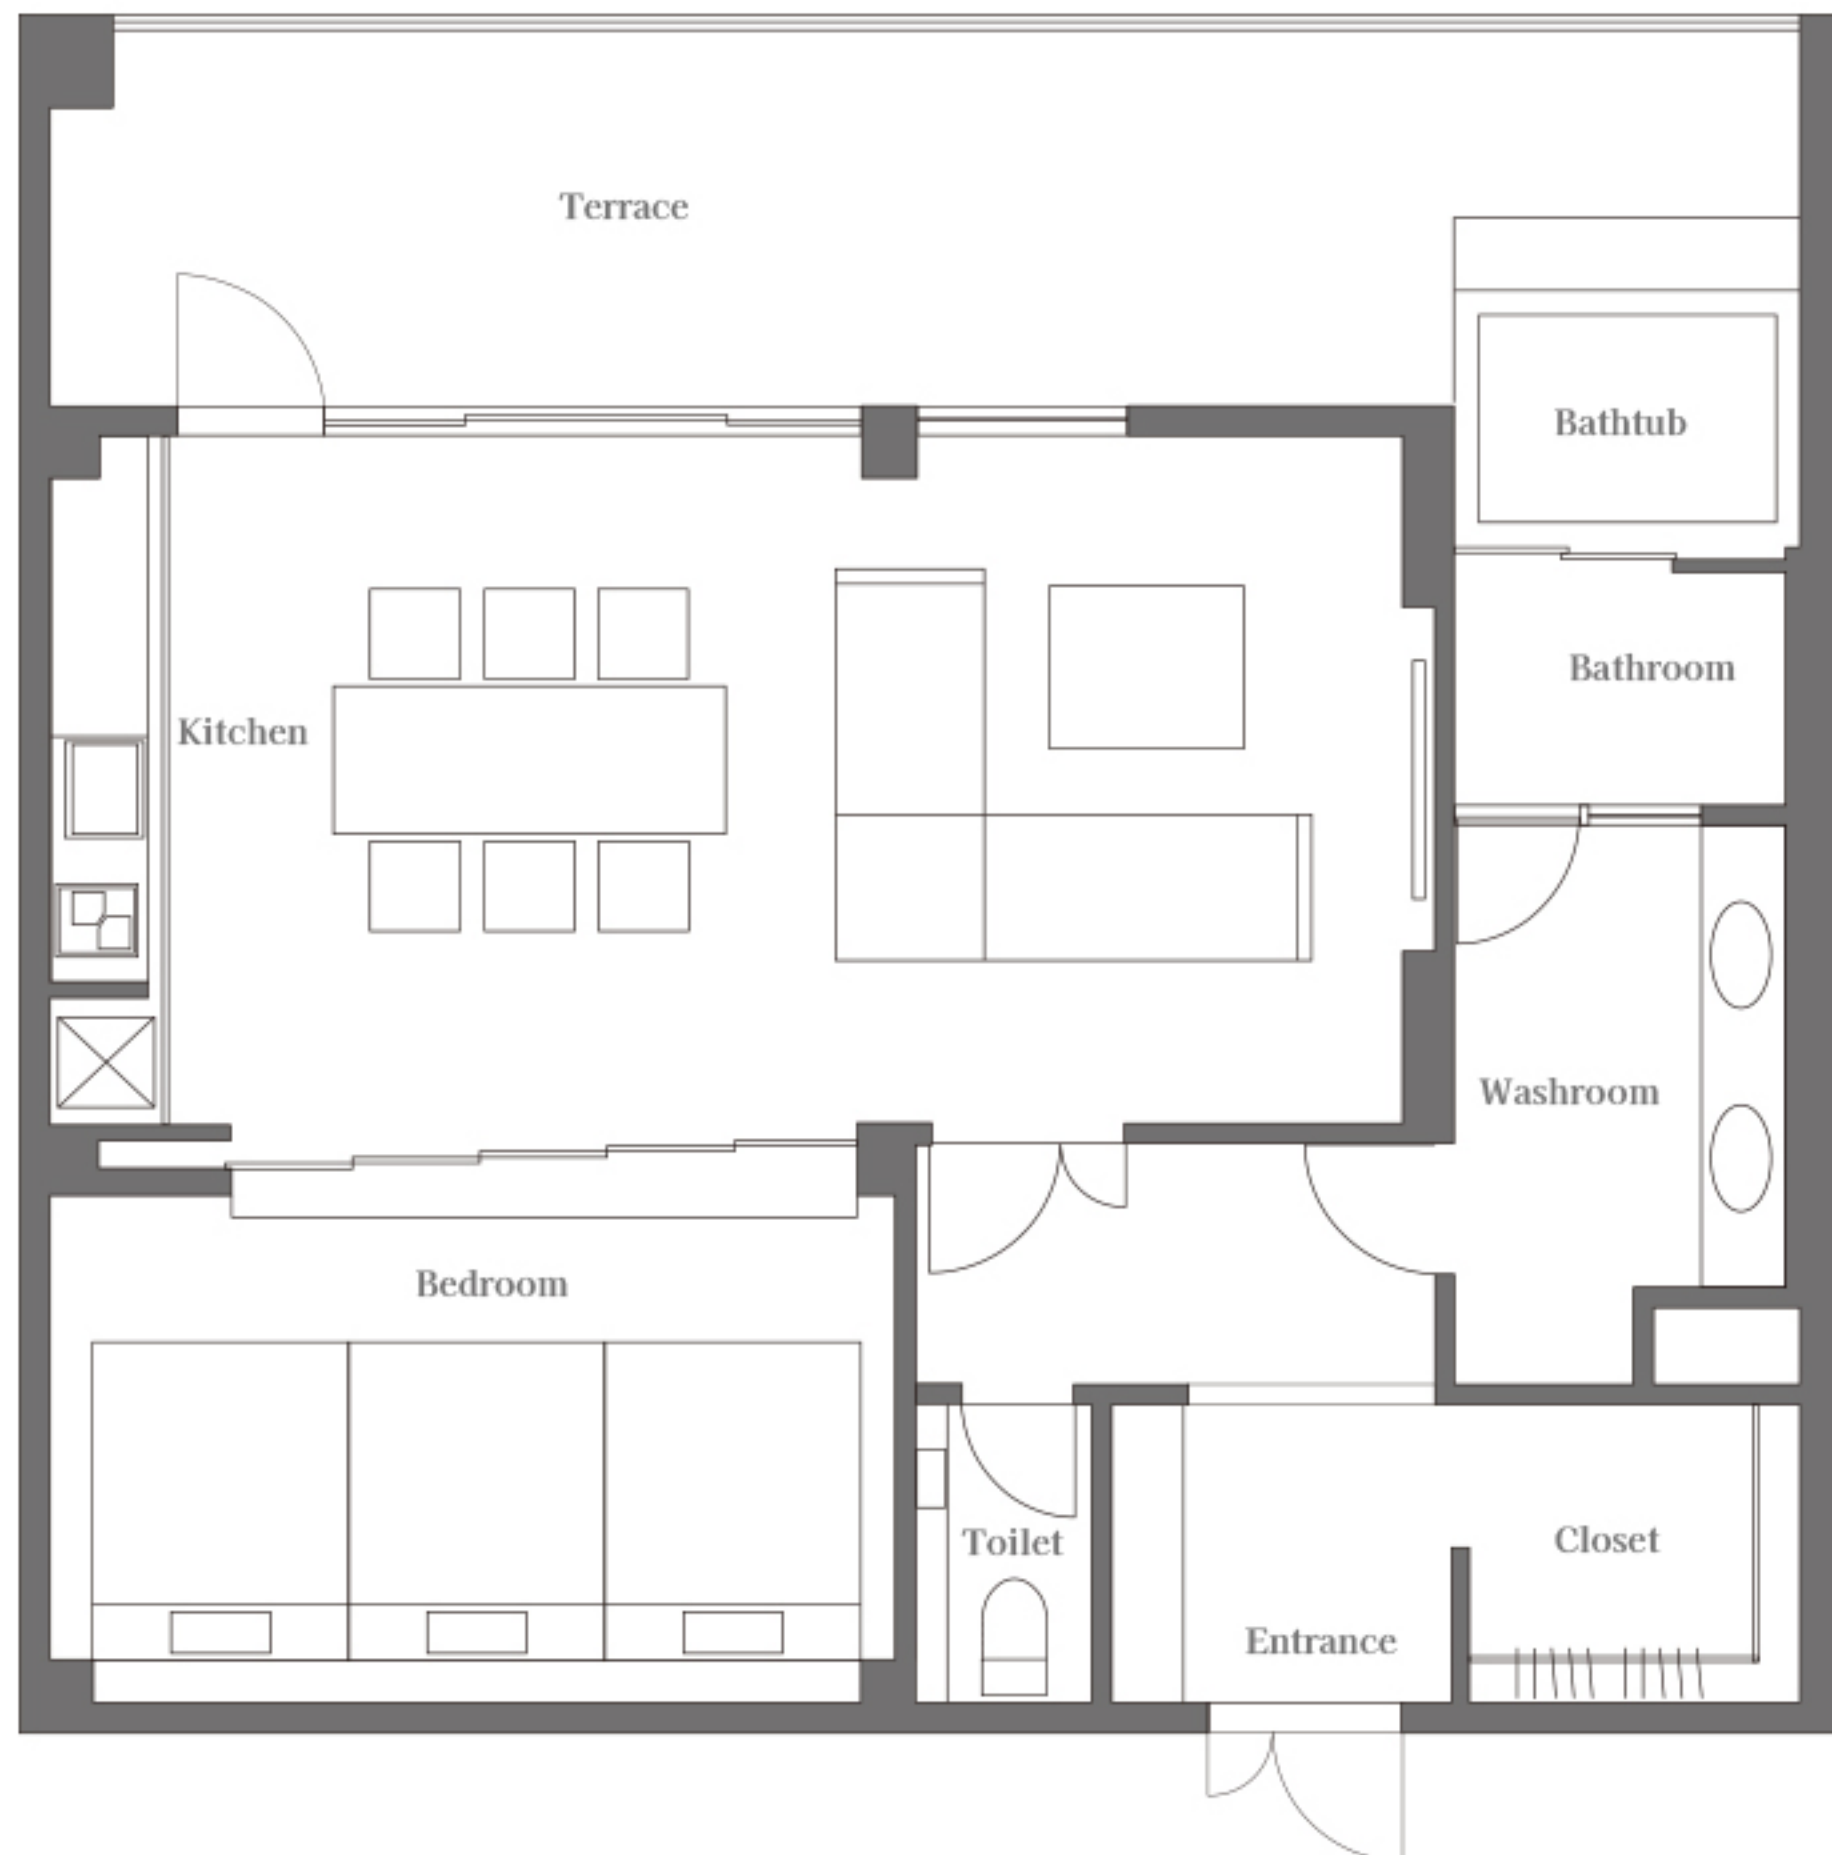 Terrace
Bathtub
Bathroom
Kitchen
Washroom
Bedroom
Toilet
Closet
Entrance